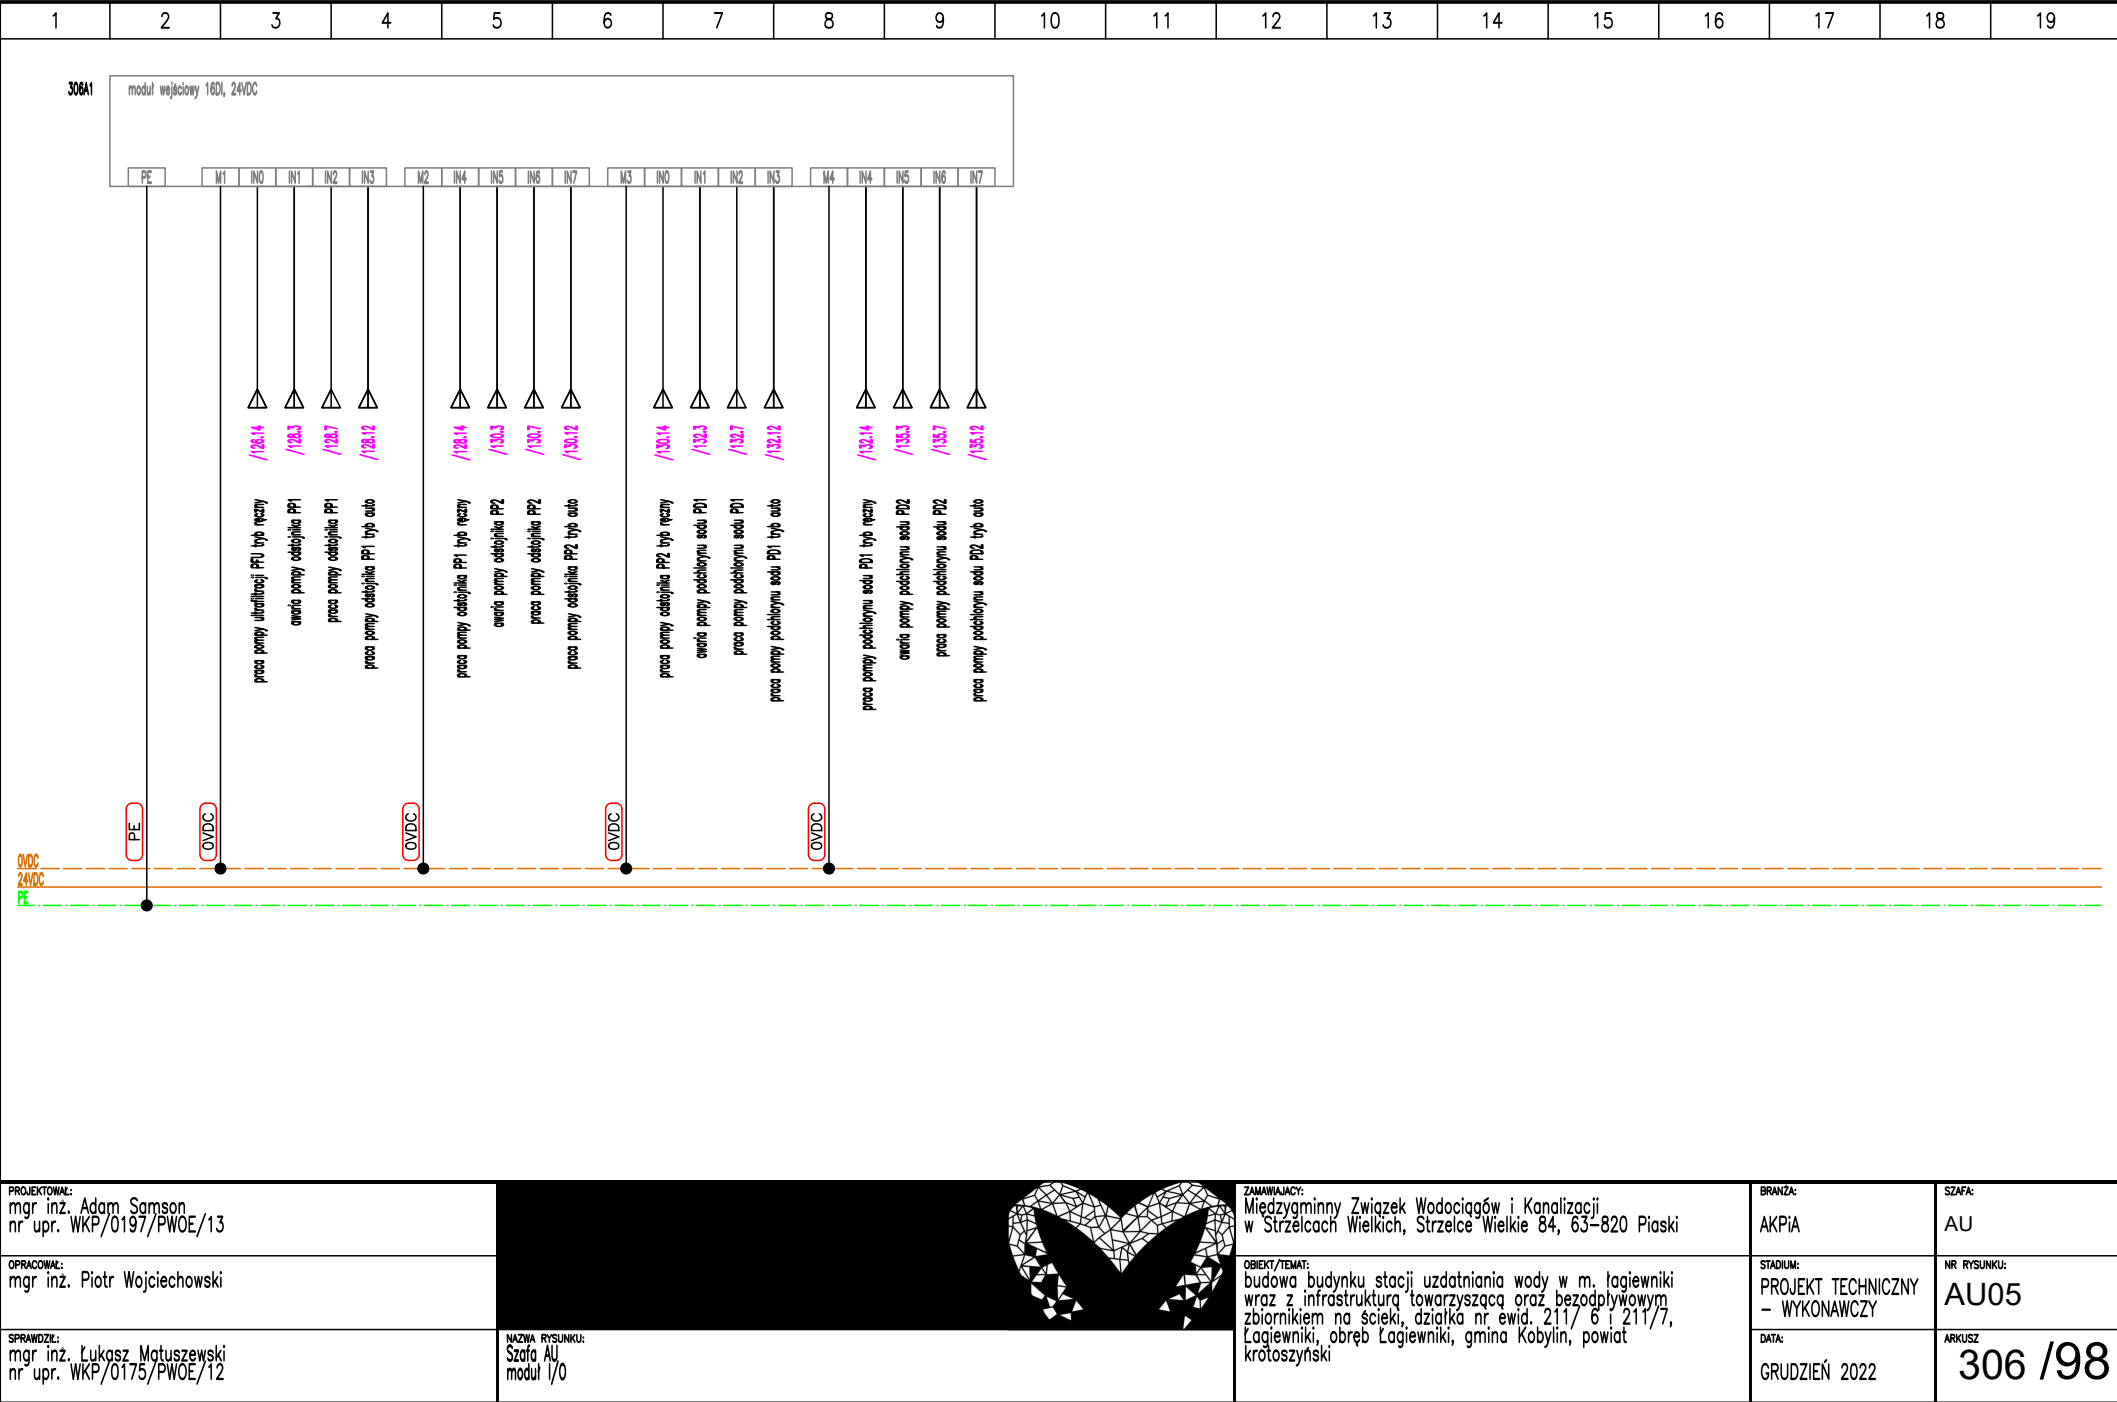 1 2 3 4 5 6 7 8 9 10 11 12 13 14 15 16 17 18 19
306A1 moduł wejściowy 16DI, 24VDC
PE M1 IN0 IN1 IN2 IN3 M2 IN4 IN5 IN6 IN7 M3 IN0 IN1 IN2 IN3 M4 IN4 IN5 IN6 IN7
/126.14 /128.3 /128.7 /128.12 /128.14 /130.3 /130.7 /130.12 /130.14 /132.3 /132.7 /132.12 /132.14 /135.3 /135.7 /135.12
praca pompy ultrafiltracji PFU tryb ręczny
awaria pompy odstojnika PP1
praca pompy odstojnika PP1
praca pompy odstojnika PP1 tryb auto
praca pompy odstojnika PP1 tryb ręczny
awaria pompy odstojnika PP2
praca pompy odstojnika PP2
praca pompy odstojnika PP2 tryb auto
praca pompy odstojnika PP2 tryb ręczny
awaria pompy podchlorynu sodu PD1
praca pompy podchlorynu sodu PD1
praca pompy podchlorynu sodu PD1 tryb auto
praca pompy podchlorynu sodu PD1 tryb ręczny
awaria pompy podchlorynu sodu PD2
praca pompy podchlorynu sodu PD2
praca pompy podchlorynu sodu PD2 tryb auto
PE 0VDC 0VDC 0VDC 0VDC
0VDC
24VDC
PE
PROJEKTOWAŁ:
mgr inż. Adam Samson
nr upr. WKP/0197/PWOE/13
OPRACOWAŁ:
mgr inż. Piotr Wojciechowski
SPRAWDZIŁ:
mgr inż. Łukasz Matuszewski
nr upr. WKP/0175/PWOE/12
NAZWA RYSUNKU:
Szafa AU
moduł I/O
ZAMAWIAJACY:
Międzygminny Związek Wodociągów i Kanalizacji
w Strzelcach Wielkich, Strzelce Wielkie 84, 63-820 Piaski
OBIEKT/TEMAT:
budowa budynku stacji uzdatniania wody w m. łagiewniki
wraz z infrastrukturą towarzyszącą oraz bezodpływowym
zbiornikiem na ścieki, działka nr ewid. 211/ 6 i 211/7,
Łagiewniki, obręb Łagiewniki, gmina Kobylin, powiat
krotoszyński
BRANŻA:
AKPiA
STADIUM:
PROJEKT TECHNICZNY
- WYKONAWCZY
DATA:
GRUDZIEŃ 2022
SZAFA:
AU
NR RYSUNKU:
AU05
ARKUSZ
306 /98